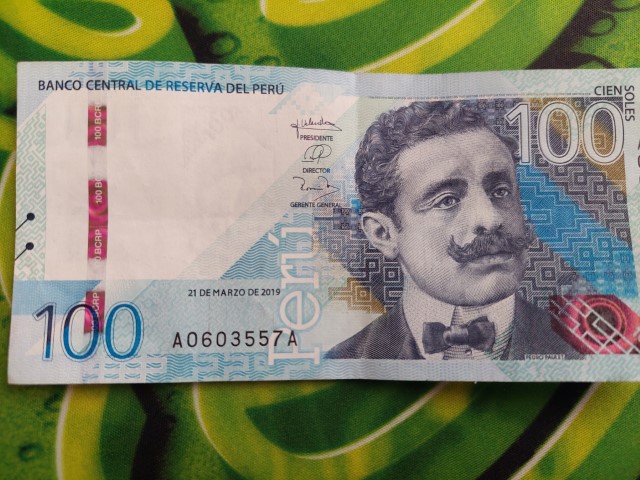 BANCO CENTRAL DE RESERVA DEL PERÚ
100
100 BCRP
100 BCRP
100 BC
100 BCRP
21 DE MARZO DE 2019
A0603557A
Perú
PRESIDENTE
DIRECTOR
GERENTE GENERAL
100
CIEN
SOLES